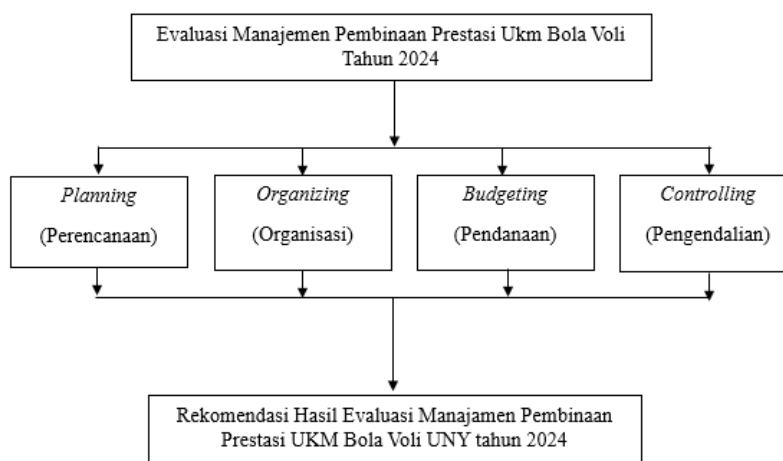 Evaluasi Manajemen Pembinaan Prestasi Ukm Bola Voli
Tahun 2024
Planning
(Perencanaan)
Organizing
(Organisasi)
Budgeting
(Pendanaan)
Controlling
(Pengendalian)
Rekomendasi Hasil Evaluasi Manajamen Pembinaan
Prestasi UKM Bola Voli UNY tahun 2024